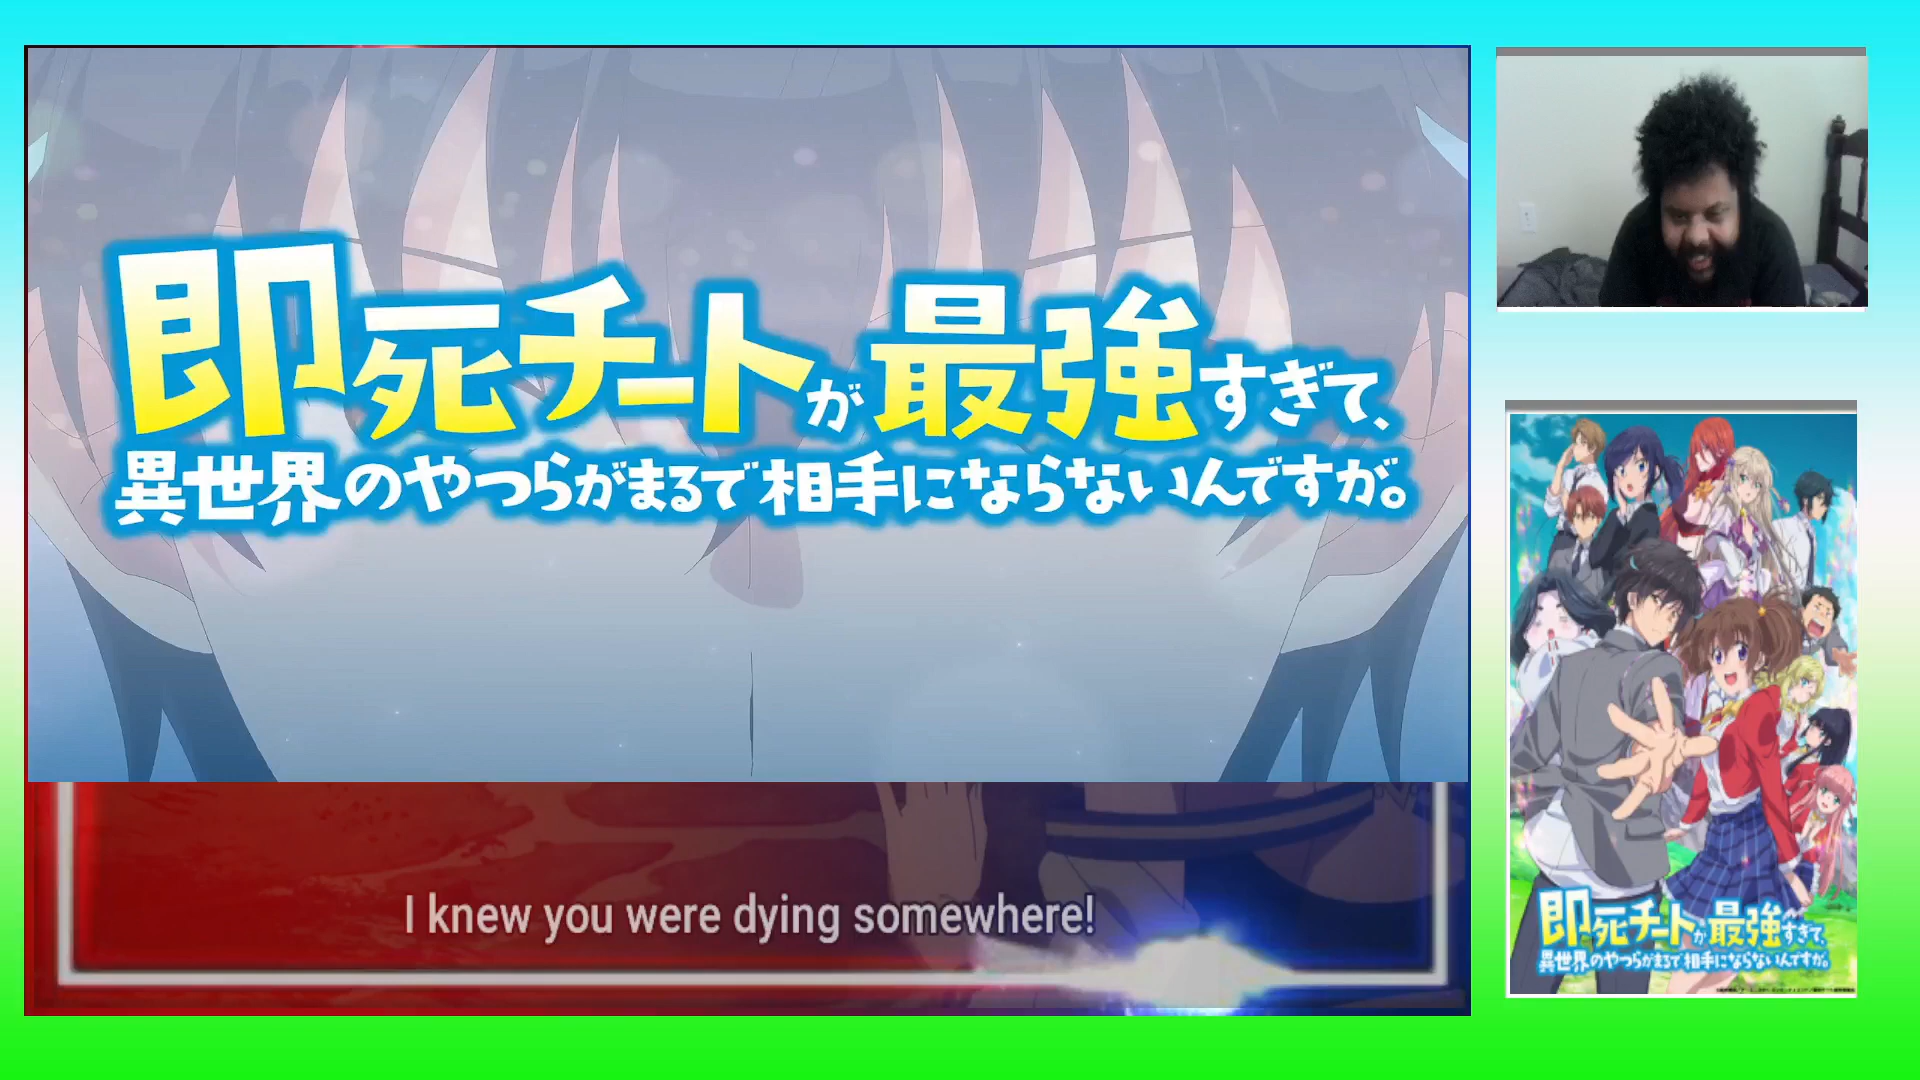 即死チートが最強すぎて、
異世界のやつらがまるで相手にならないんですが。
I knew you were dying somewhere!
即死チートが最強すぎて、
異世界のやつらがまるで相手にならないんですが。